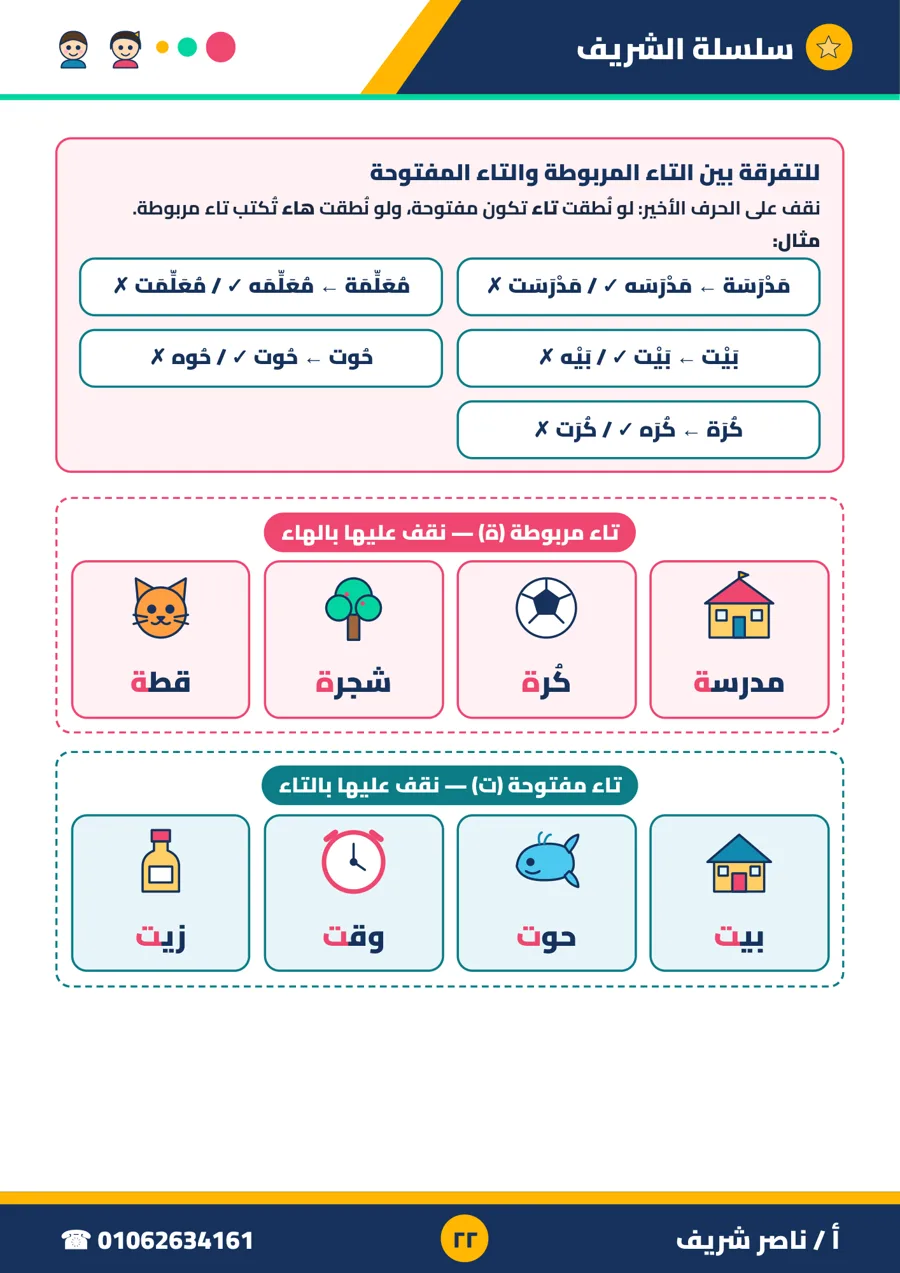 سلسلة الشريف
للتفرقة بين التاء المربوطة والتاء المفتوحة
نقف على الحرف الأخير: لو نُطقت تاء تكون مفتوحة، ولو نُطقت هاء تُكتب تاء مربوطة.
مثال:
مَدْرَسَة ← مَدْرَسَه ✓ / مَدْرَسَت ✗
مُعَلِّمَة ← مُعَلِّمَه ✓ / مُعَلِّمَت ✗
بَيْت ← بَيْت ✓ / بَيْه ✗
حُوت ← حُوت ✓ / حُوه ✗
كُرَة ← كُرَه ✓ / كُرَت ✗
تاء مربوطة (ة) — نقف عليها بالهاء
مدرسة
كُرة
شجرة
قطة
تاء مفتوحة (ت) — نقف عليها بالتاء
بيت
حوت
وقت
زيت
أ / ناصر شريف
٢٢
☎ 01062634161